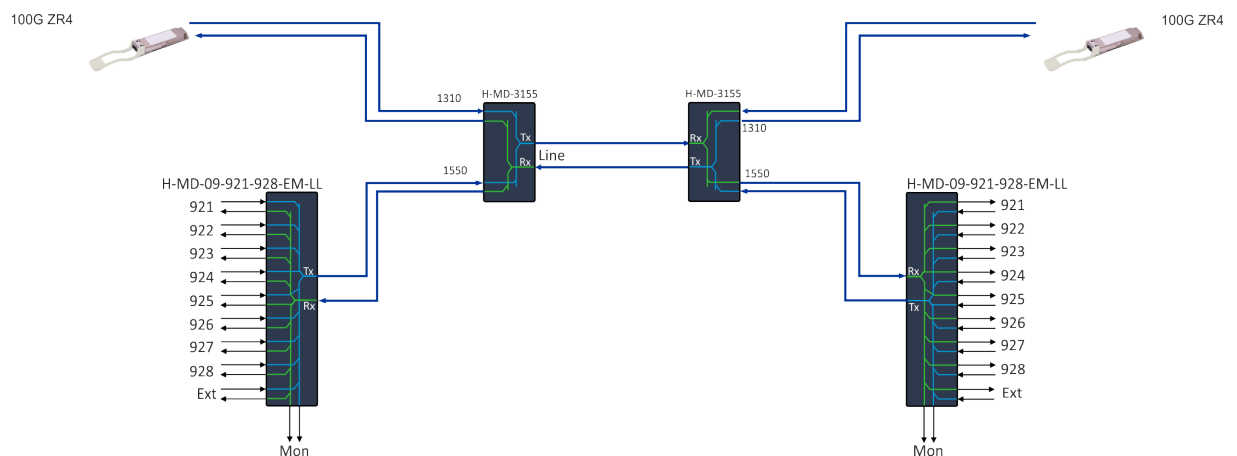 100G ZR4
100G ZR4
H-MD-3155
H-MD-3155
1310
1310
Tx
Rx
Line
Rx
Tx
1550
1550
H-MD-09-921-928-EM-LL
921
922
923
924
925
926
927
928
Ext
Tx
Rx
Mon
H-MD-09-921-928-EM-LL
Rx
Tx
921
922
923
924
925
926
927
928
Ext
Mon